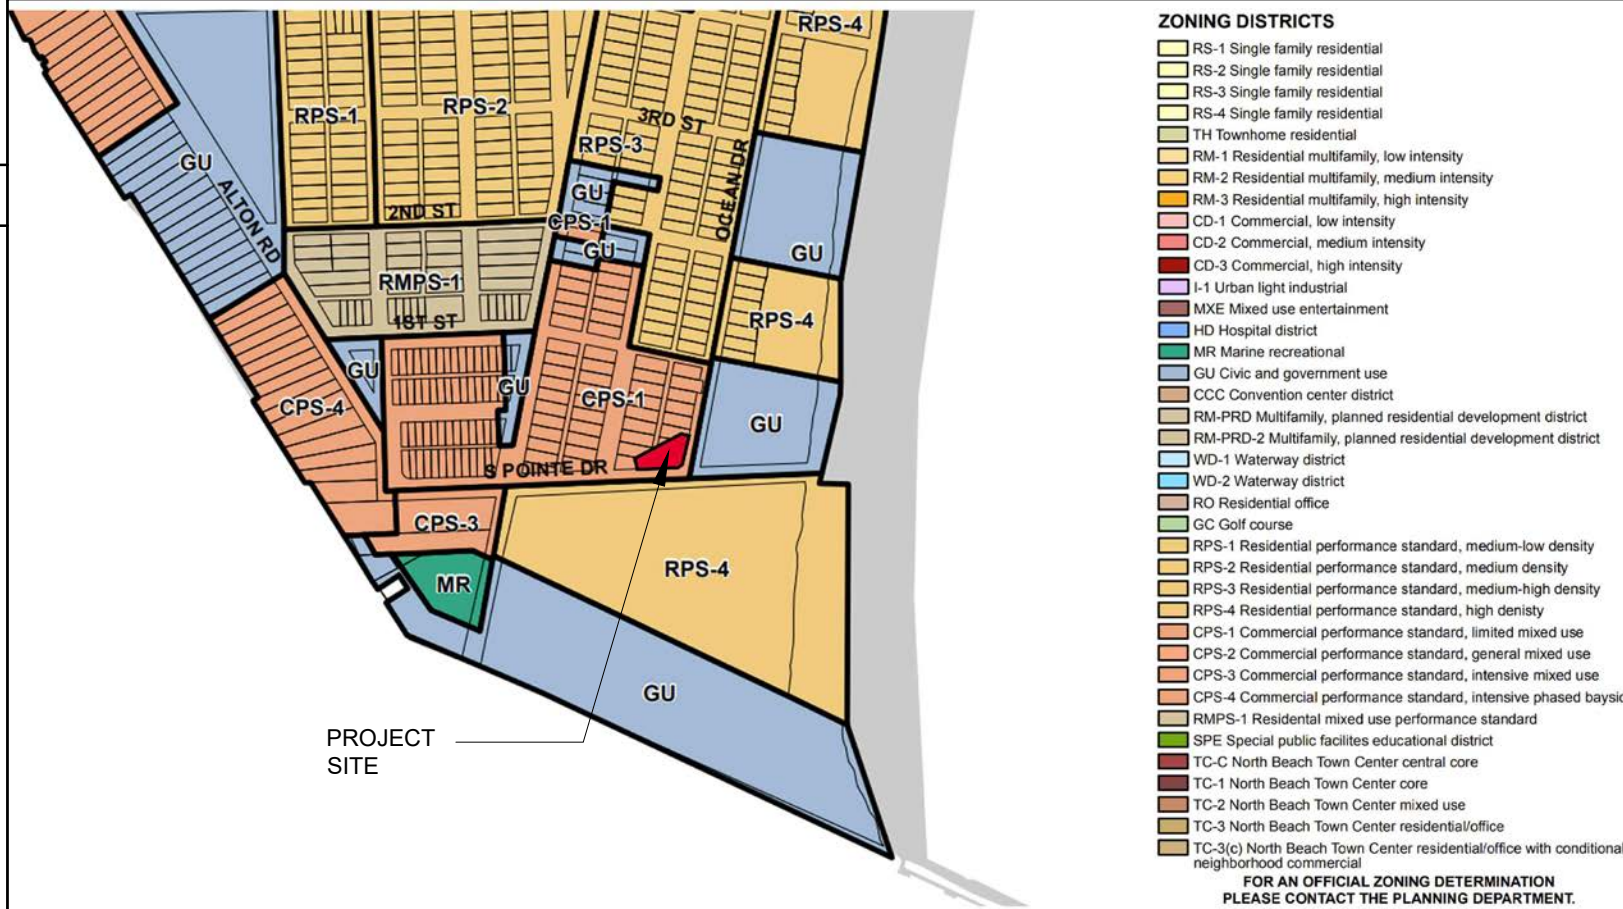 RPS-4
RPS-1
RPS-2
3RD ST
RPS-3
GU
ALTON RD
OCEAN DR
GU
2ND ST
CPS-1
GU
GU
RMPS-1
1ST ST
RPS-4
GU
GU
CPS-4
CPS-1
GU
S POINTE DR
CPS-3
MR
RPS-4
GU
PROJECT
SITE
ZONING DISTRICTS
RS-1 Single family residential
RS-2 Single family residential
RS-3 Single family residential
RS-4 Single family residential
TH Townhome residential
RM-1 Residential multifamily, low intensity
RM-2 Residential multifamily, medium intensity
RM-3 Residential multifamily, high intensity
CD-1 Commercial, low intensity
CD-2 Commercial, medium intensity
CD-3 Commercial, high intensity
I-1 Urban light industrial
MXE Mixed use entertainment
HD Hospital district
MR Marine recreational
GU Civic and government use
CCC Convention center district
RM-PRD Multifamily, planned residential development district
RM-PRD-2 Multifamily, planned residential development district
WD-1 Waterway district
WD-2 Waterway district
RO Residential office
GC Golf course
RPS-1 Residential performance standard, medium-low density
RPS-2 Residential performance standard, medium density
RPS-3 Residential performance standard, medium-high density
RPS-4 Residential performance standard, high denisty
CPS-1 Commercial performance standard, limited mixed use
CPS-2 Commercial performance standard, general mixed use
CPS-3 Commercial performance standard, intensive mixed use
CPS-4 Commercial performance standard, intensive phased baysid
RMPS-1 Residental mixed use performance standard
SPE Special public facilites educational district
TC-C North Beach Town Center central core
TC-1 North Beach Town Center core
TC-2 North Beach Town Center mixed use
TC-3 North Beach Town Center residential/office
TC-3(c) North Beach Town Center residential/office with conditional
neighborhood commercial
FOR AN OFFICIAL ZONING DETERMINATION
PLEASE CONTACT THE PLANNING DEPARTMENT.